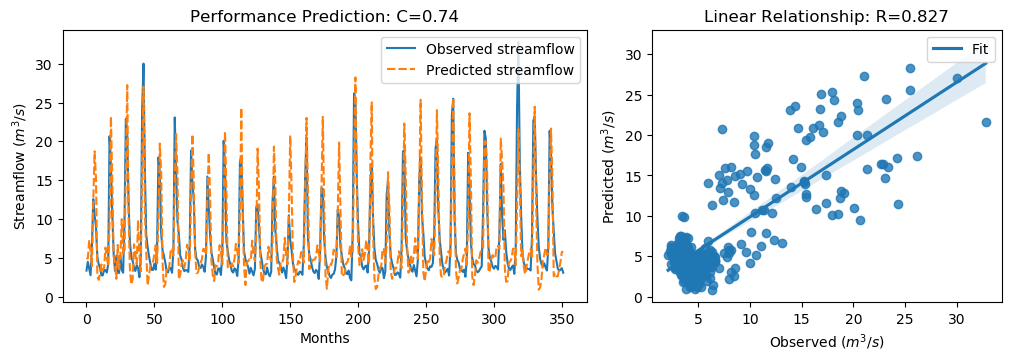 Performance Prediction: C=0.74
Observed streamflow
Predicted streamflow
Streamflow (m³/s)
30
25
20
15
10
5
0
0 50 100 150 200 250 300 350
Months
Linear Relationship: R=0.827
Fit
Predicted (m³/s)
30
25
20
15
10
5
0
5 10 15 20 25 30
Observed (m³/s)